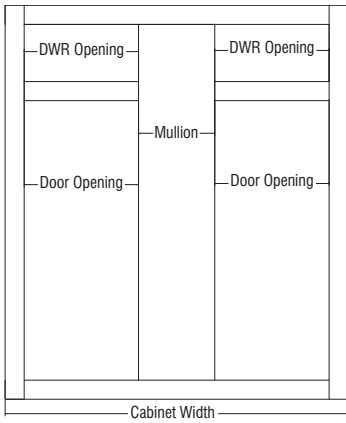 DWR Opening
DWR Opening
Mullion
Door Opening
Door Opening
Cabinet Width